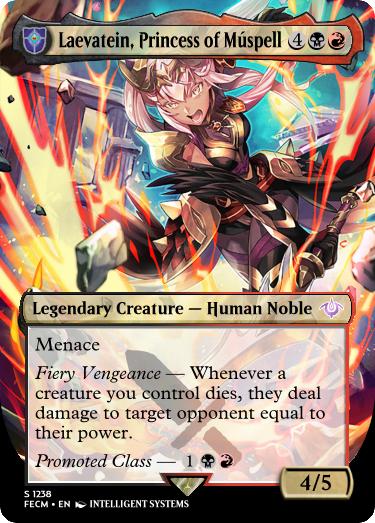 Laevatein, Princess of Múspell 4
Legendary Creature — Human Noble
Menace
Fiery Vengeance — Whenever a
creature you control dies, they deal
damage to target opponent equal to
their power.
Promoted Class — 1
4/5
S 1238
FECM • EN INTELLIGENT SYSTEMS